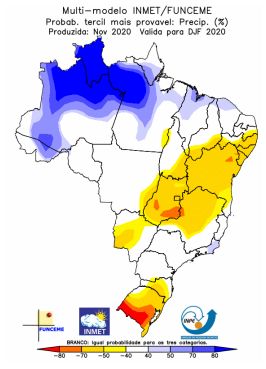 Multi-modelo INMET/FUNCEME
Probab. tercil mais provavel: Precip. (%)
Produzida: Nov 2020 Valida para DJF 2020
FUNCEME
INMET
INPE
BRANCO: igual probabilidade para as tres categorias.
-80 -70 -60 -50 -40 40 50 60 70 80